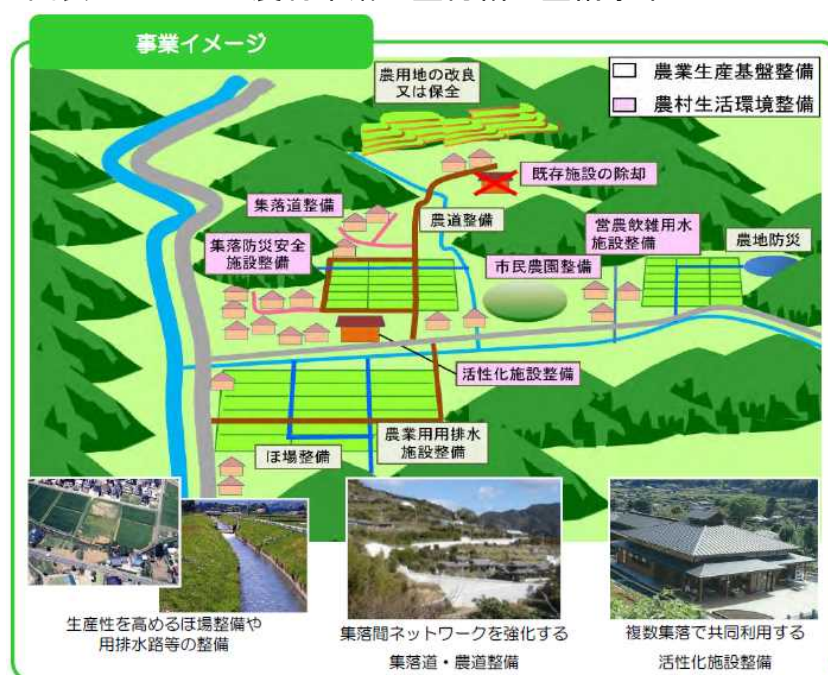 事業イメージ
農用地の改良
又は保全
農業生産基盤整備
農村生活環境整備
既存施設の除却
集落道整備
農道整備
営農飲雑用水
施設整備
農地防災
集落防災安全
施設整備
市民農園整備
活性化施設整備
農業用用排水
施設整備
ほ場整備
生産性を高めるほ場整備や
用排水路等の整備
集落間ネットワークを強化する
集落道・農道整備
複数集落で共同利用する
活性化施設整備